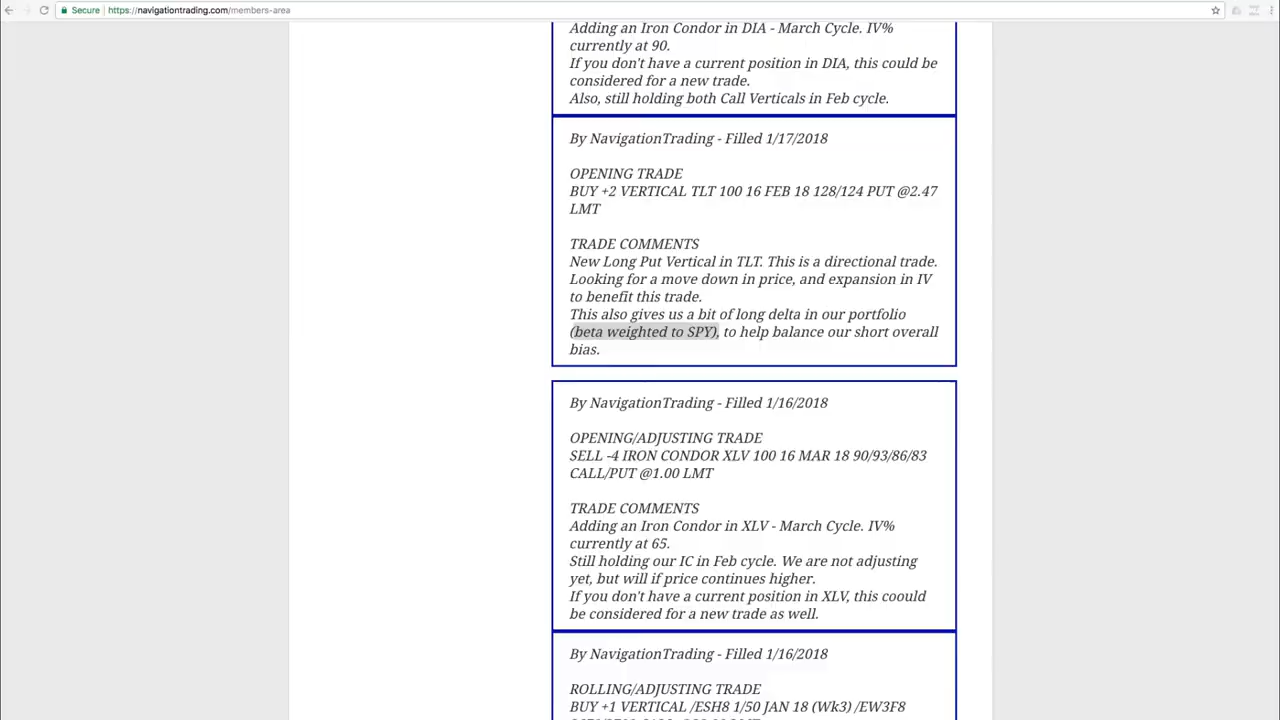 Secure https://navigationtrading.com/members-area
Adding an Iron Condor in DIA - March Cycle. IV%
currently at 90.
If you don't have a current position in DIA, this could be
considered for a new trade.
Also, still holding both Call Verticals in Feb cycle.
By NavigationTrading - Filled 1/17/2018
OPENING TRADE
BUY +2 VERTICAL TLT 100 16 FEB 18 128/124 PUT @2.47
LMT
TRADE COMMENTS
New Long Put Vertical in TLT. This is a directional trade.
Looking for a move down in price, and expansion in IV
to benefit this trade.
This also gives us a bit of long delta in our portfolio
(beta weighted to SPY), to help balance our short overall
bias.
By NavigationTrading - Filled 1/16/2018
OPENING/ADJUSTING TRADE
SELL -4 IRON CONDOR XLV 100 16 MAR 18 90/93/86/83
CALL/PUT @1.00 LMT
TRADE COMMENTS
Adding an Iron Condor in XLV - March Cycle. IV%
currently at 65.
Still holding our IC in Feb cycle. We are not adjusting
yet, but will if price continues higher.
If you don't have a current position in XLV, this coould
be considered for a new trade as well.
By NavigationTrading - Filled 1/16/2018
ROLLING/ADJUSTING TRADE
BUY +1 VERTICAL /ESH8 1/50 JAN 18 (Wk3) /EW3F8